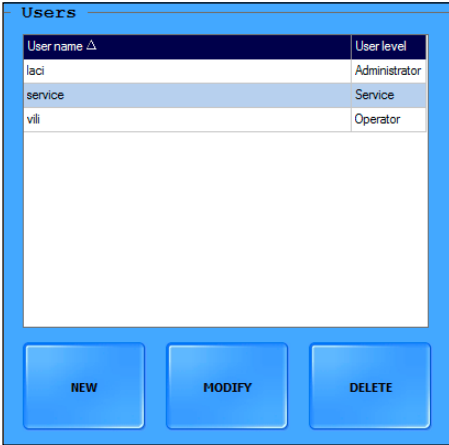 Users
User name △ User level
laci Administrator
service Service
vili Operator
NEW MODIFY DELETE